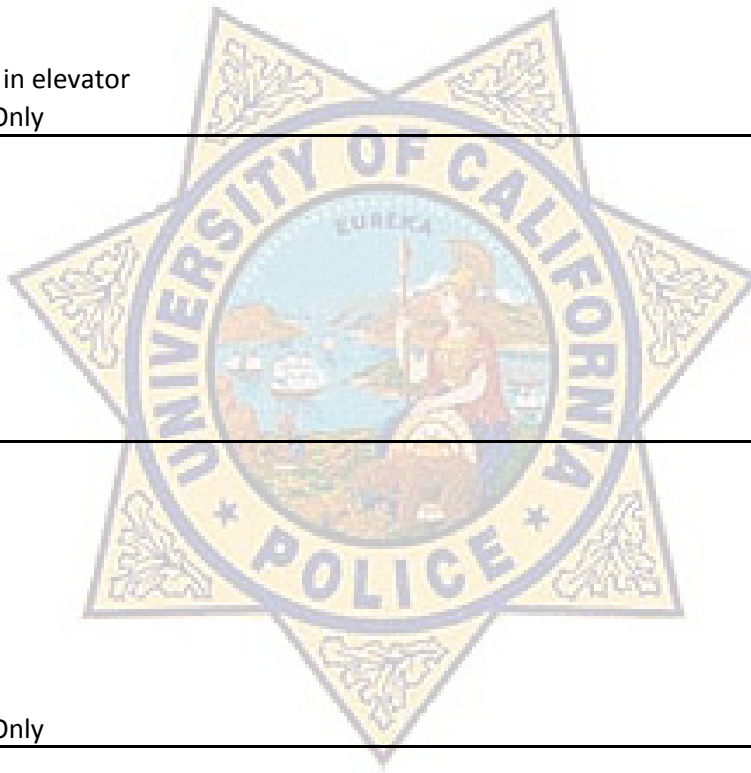 in elevator
Only
UNIVERSITY OF CALIFORNIA
EUREKA
POLICE
Only